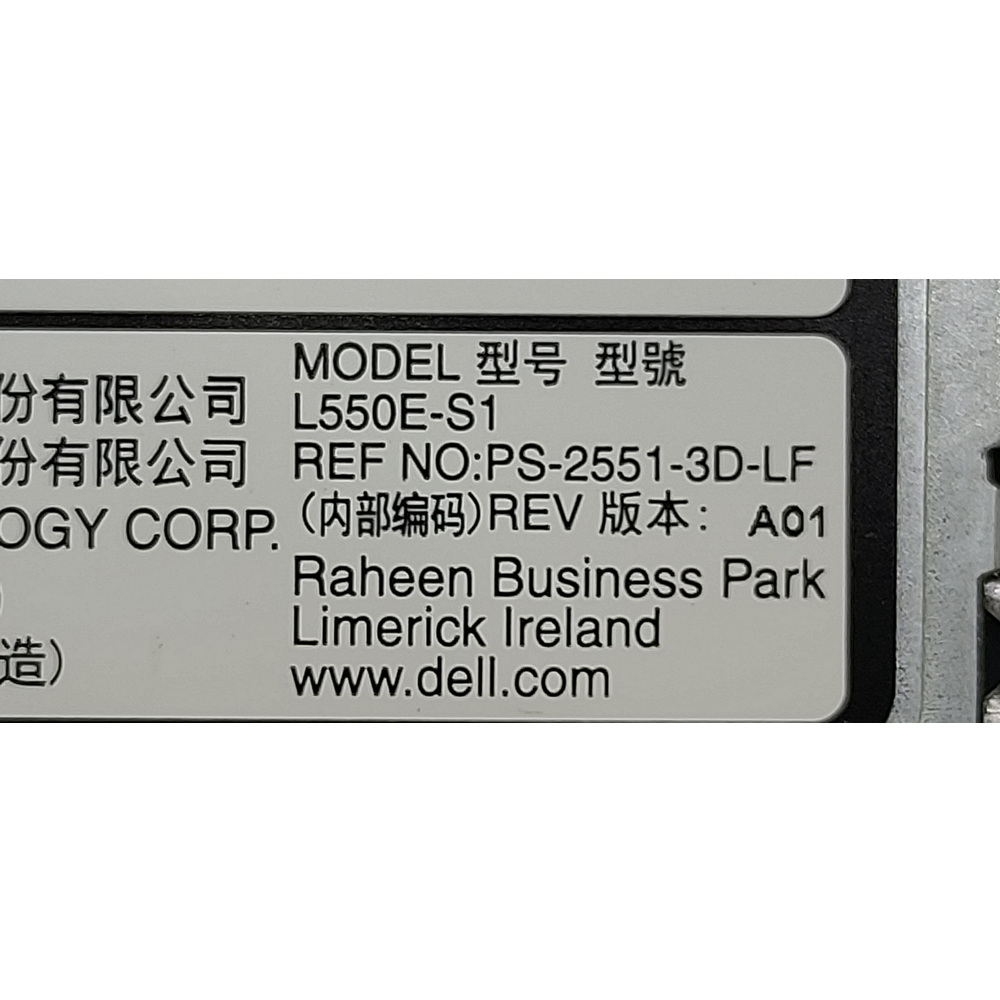 份有限公司
份有限公司
OGY CORP.
造)
MODEL 型号 型號
L550E-S1
REF NO:PS-2551-3D-LF
(内部编码)REV 版本: A01
Raheen Business Park
Limerick Ireland
www.dell.com